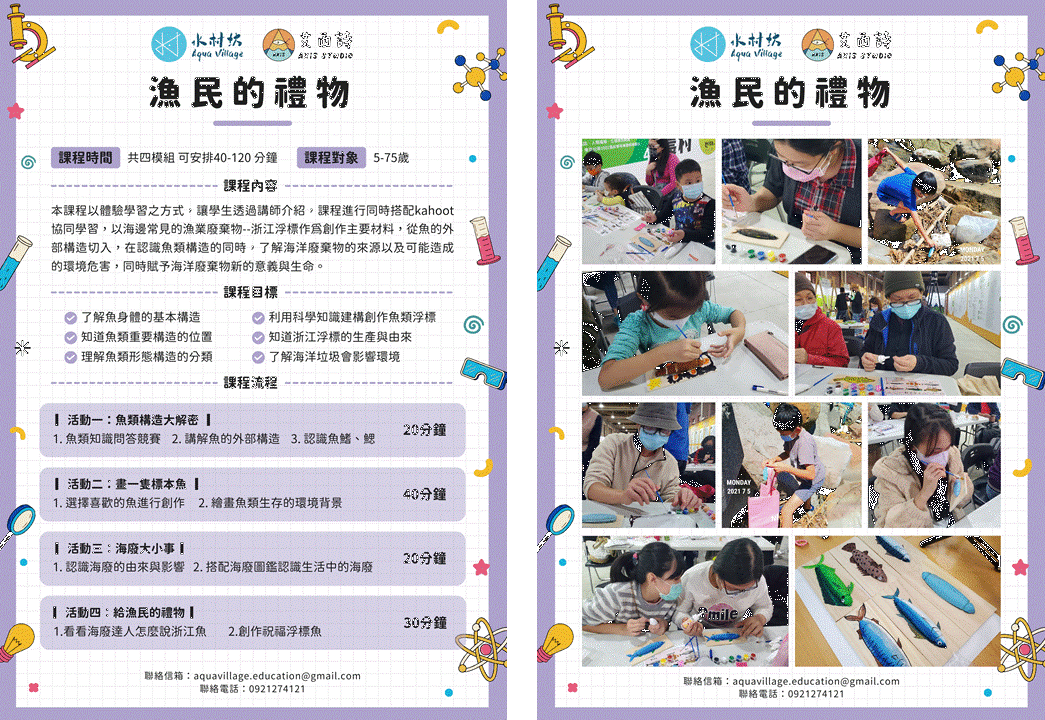 水村伏
Aqua Village
艾西詩
AXIS STUDIO
漁民的禮物
課程時間 共四模組 可安排40-120 分鐘 課程對象 5-75歲
課程內容
本課程以體驗學習之方式，讓學生透過講師介紹，課程進行同時搭配kahoot
協同學習，以海邊常見的漁業廢棄物--浙江浮標作為創作主要材料，從魚的外
部構造切入，在認識魚類構造的同時，了解海洋廢棄物的來源以及可能造成
的環境危害，同時賦予海洋廢棄物新的意義與生命。
課程目標
了解魚身體的基本構造 利用科學知識建構創作魚類浮標
知道魚類重要構造的位置 知道浙江浮標的生產與由來
理解魚類形態構造的分類 了解海洋垃圾會影響環境
課程流程
活動一：魚類構造大解密
1. 魚類知識問答競賽 2. 講解魚的外部構造 3. 認識魚鰭、鰓
20分鐘
活動二：畫一隻標本魚
1. 選擇喜歡的魚進行創作 2. 繪畫魚類生存的環境背景
40分鐘
活動三：海廢大小事
1. 認識海廢的由來與影響 2. 搭配海廢圖鑑認識生活中的海廢
20分鐘
活動四：給漁民的禮物
1.看看海廢達人怎麼說浙江魚 2.創作祝福浮標魚
30分鐘
聯絡信箱：aquavillage.education@gmail.com
聯絡電話：0921274121
水村伏
Aqua Village
艾西詩
AXIS STUDIO
漁民的禮物
MONDAY
2021 7 5
MONDAY
2021 7 5
Smile
聯絡信箱：aquavillage.education@gmail.com
聯絡電話：0921274121